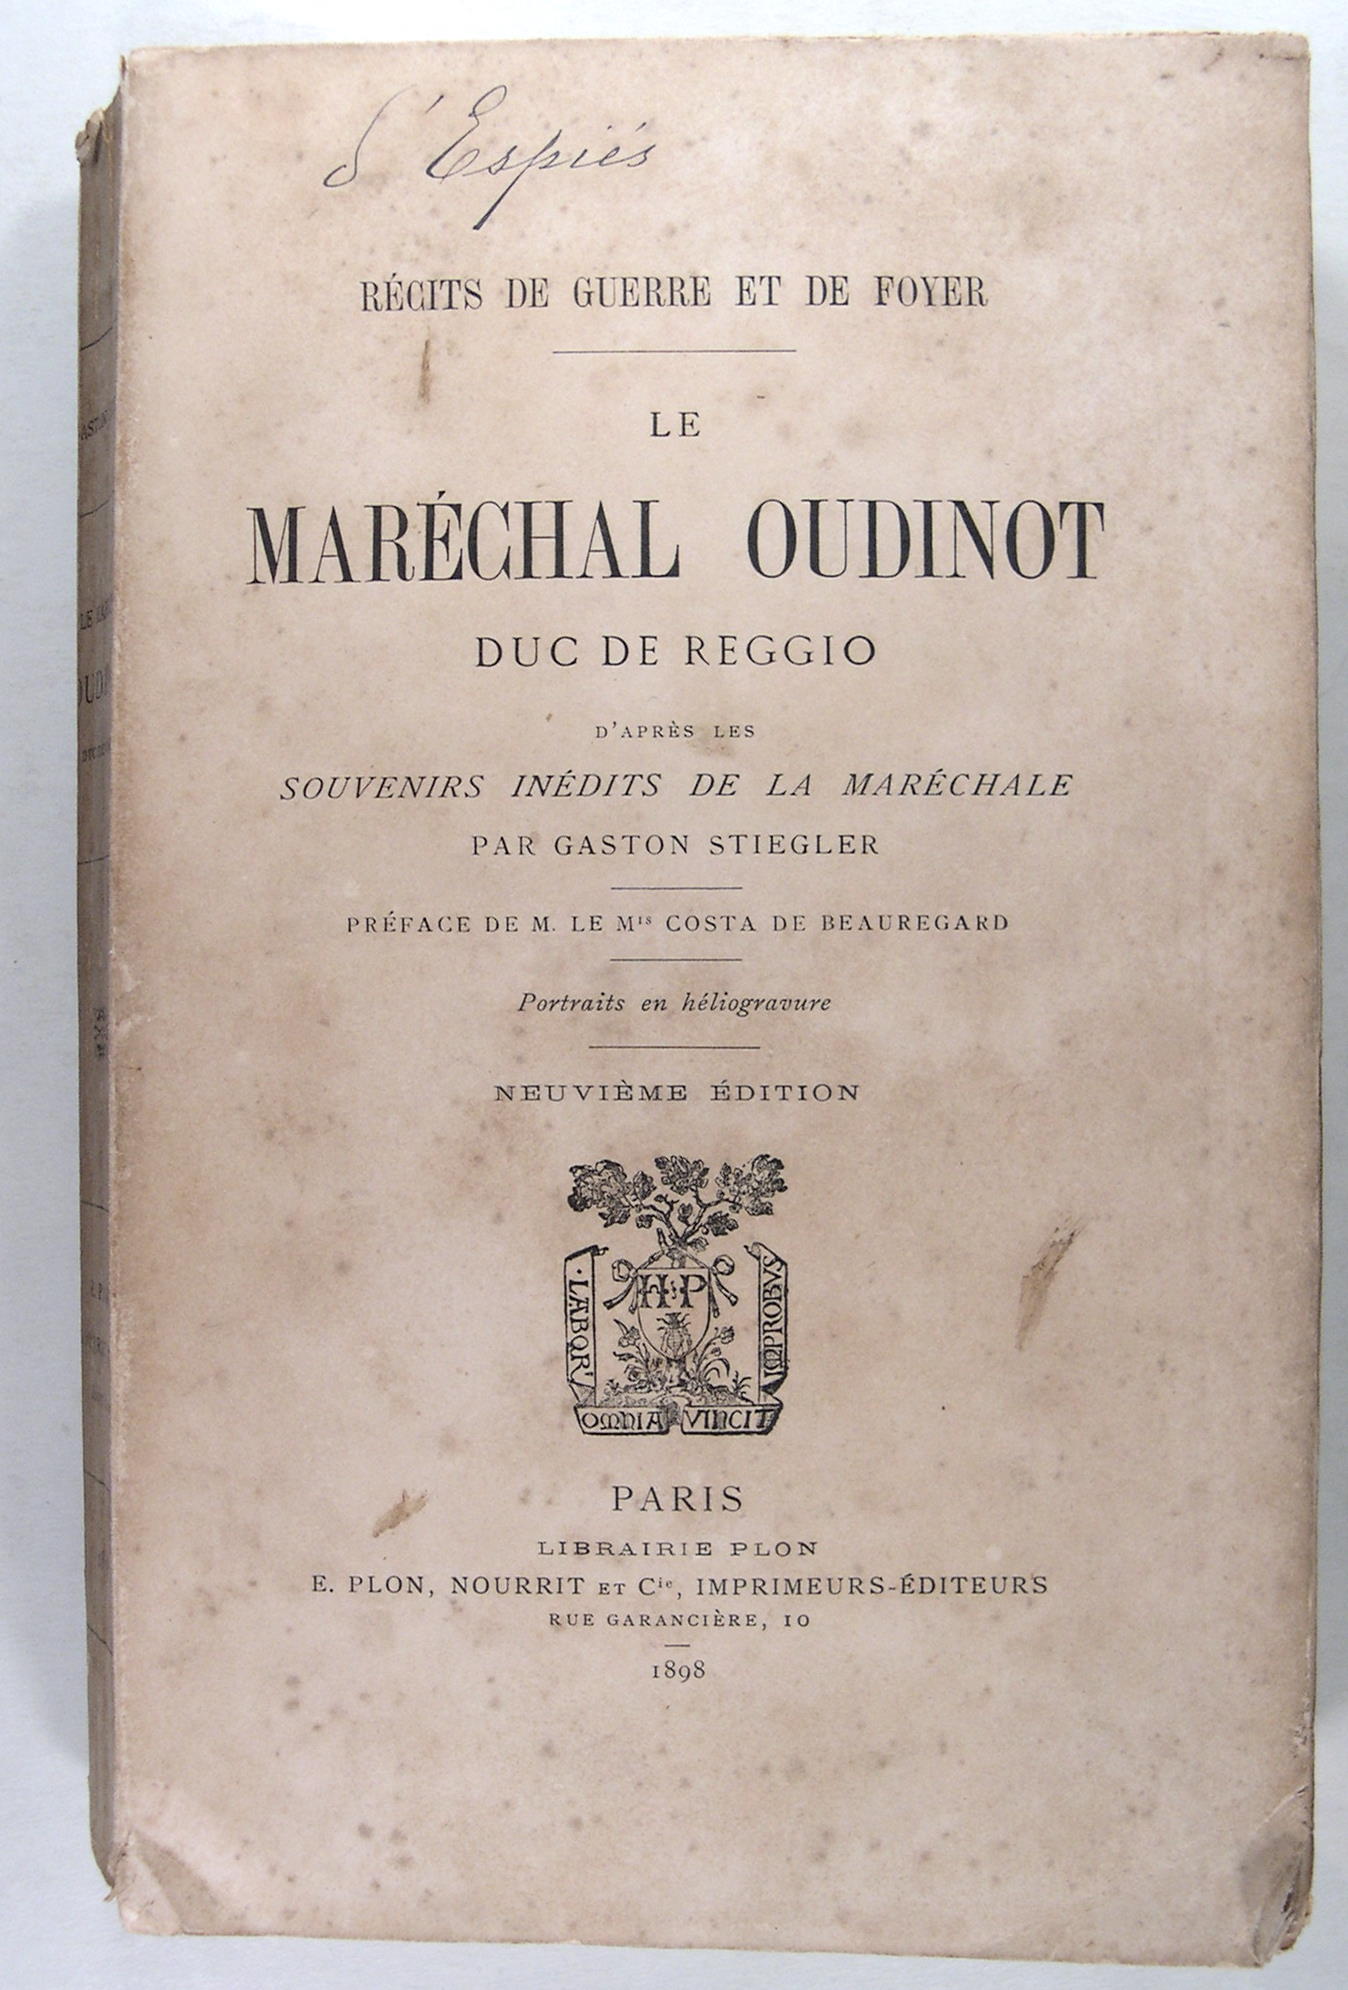 d'Espiés
RÉCITS DE GUERRE ET DE FOYER
LE
MARÉCHAL OUDINOT
DUC DE REGGIO
D'APRÈS LES
SOUVENIRS INÉDITS DE LA MARÉCHALE
PAR GASTON STIEGLER
PRÉFACE DE M. LE Mis COSTA DE BEAUREGARD
Portraits en héliogravure
NEUVIÈME ÉDITION
H P
LABOR
IMPROBVS
OMNIA VINCIT
PARIS
LIBRAIRIE PLON
E. PLON, NOURRIT ET Cie, IMPRIMEURS-ÉDITEURS
RUE GARANCIÈRE, 10
1898